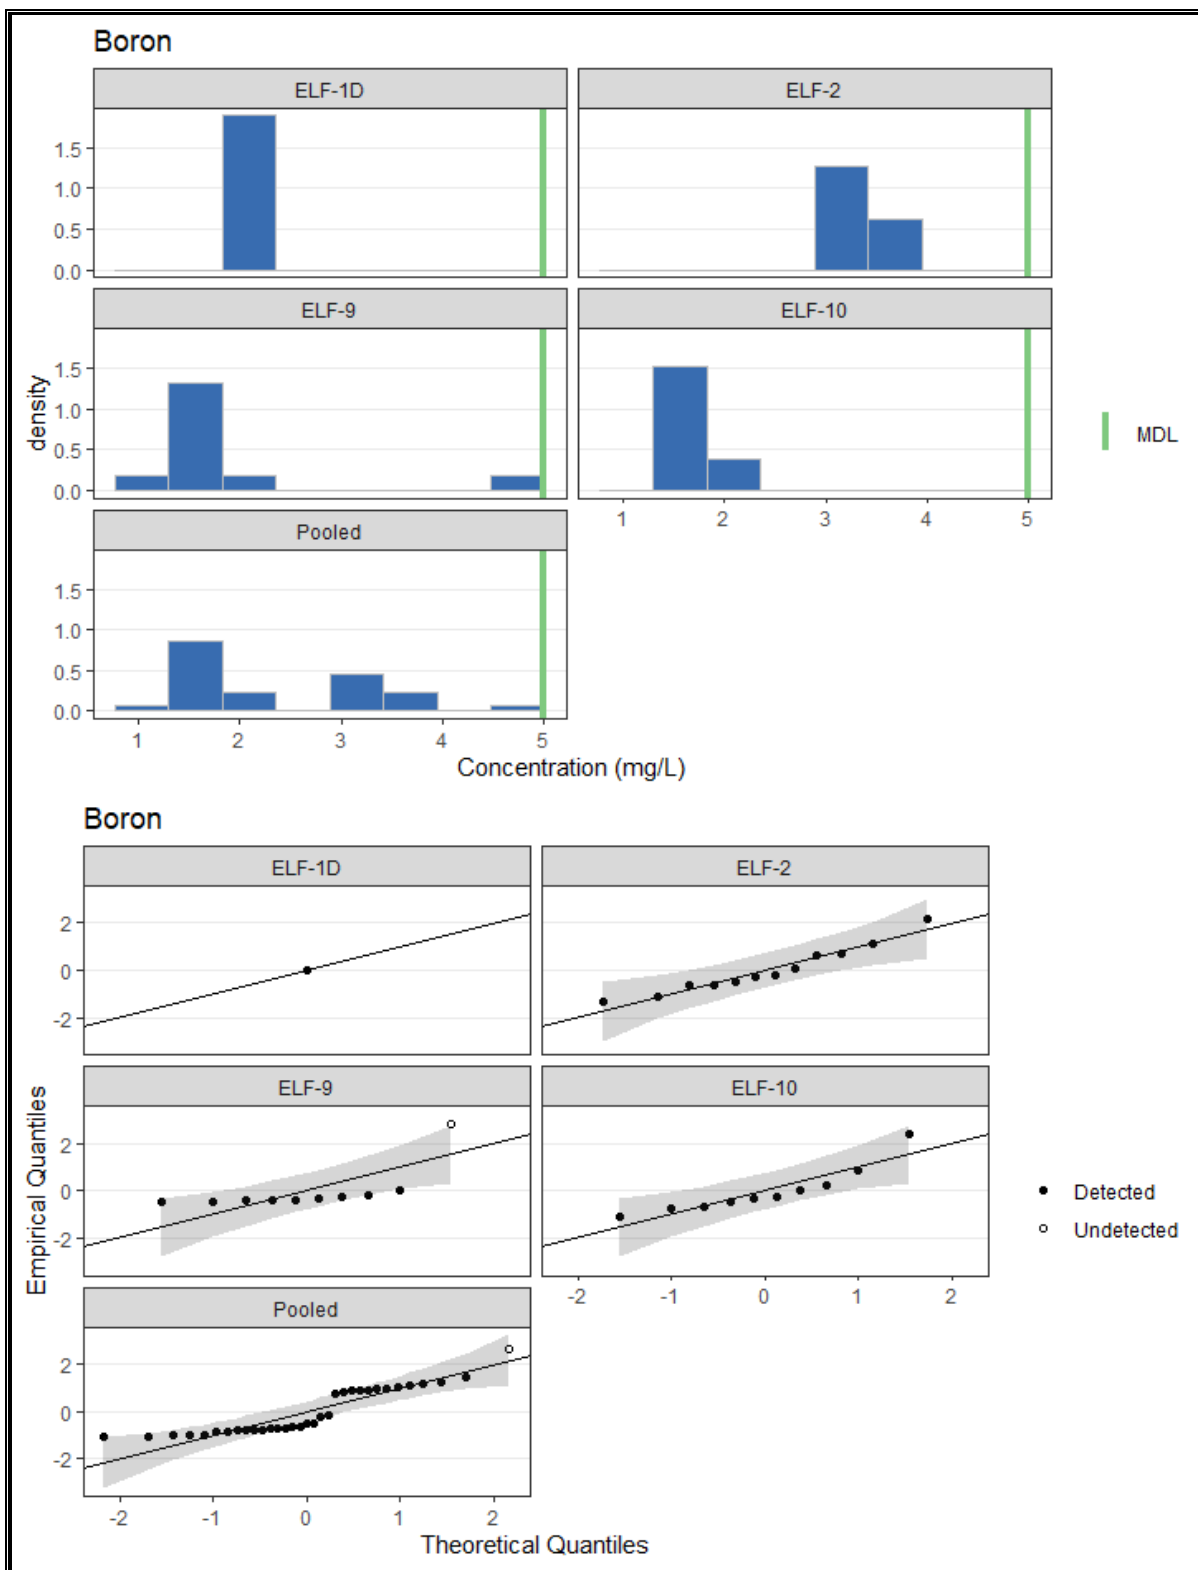 Boron
ELF-1D
ELF-2
1.5
1.0
0.5
0.0
ELF-9
ELF-10
1.5
1.0
0.5
0.0
density
MDL
1 2 3 4 5
Pooled
1.5
1.0
0.5
0.0
1 2 3 4 5
Concentration (mg/L)
Boron
ELF-1D
ELF-2
2
0
-2
ELF-9
ELF-10
2
0
-2
Empirical Quantiles
Detected
Undetected
-2 -1 0 1 2
Pooled
2
0
-2
-2 -1 0 1 2
Theoretical Quantiles